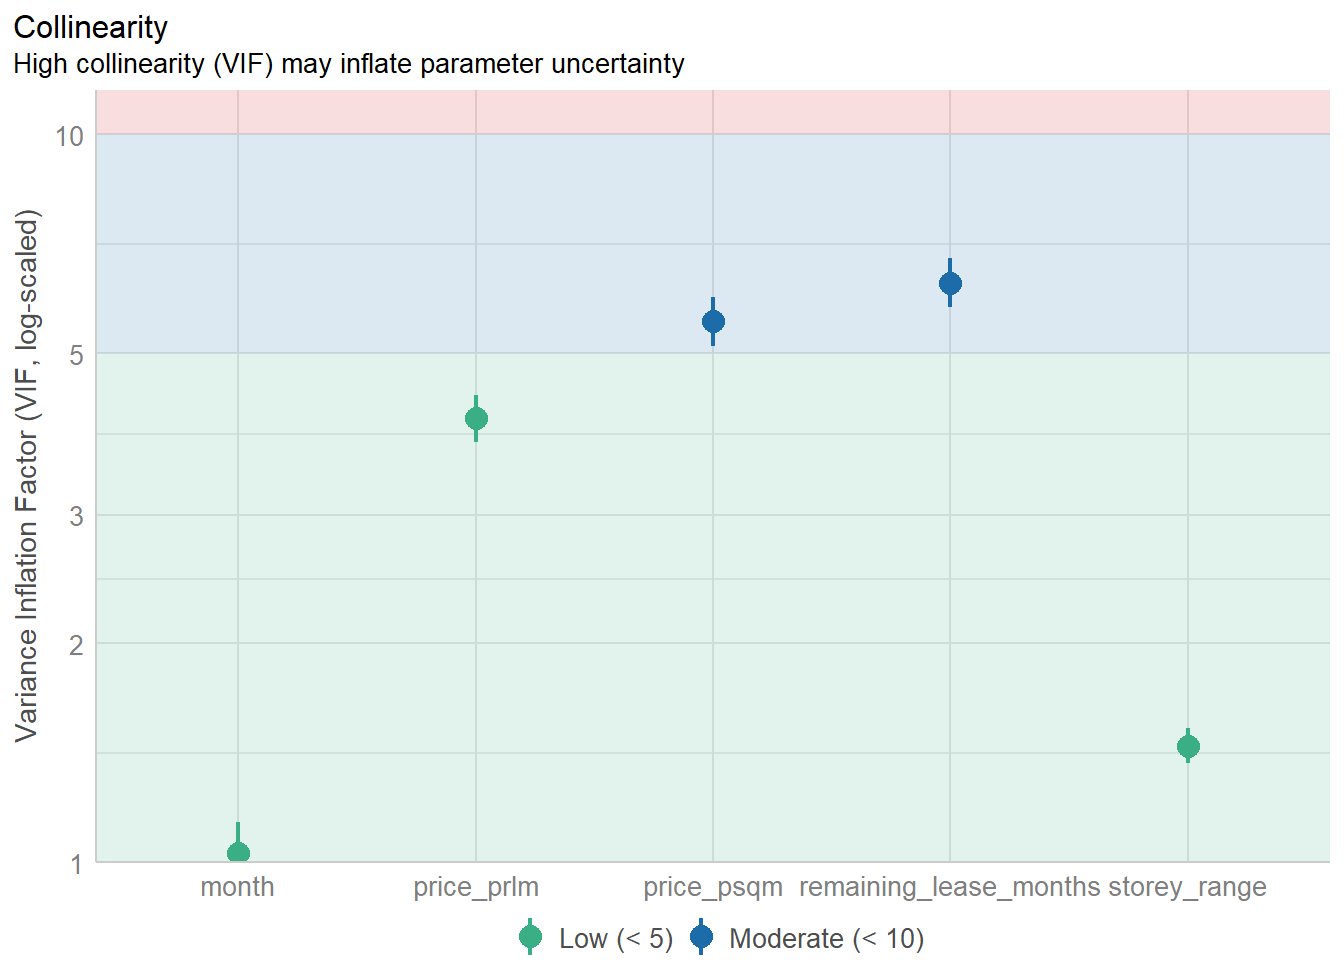 Collinearity
High collinearity (VIF) may inflate parameter uncertainty
Variance Inflation Factor (VIF, log-scaled)
10
5
3
2
1
month price_prlm price_psqm remaining_lease_months storey_range
Low (< 5) Moderate (< 10)